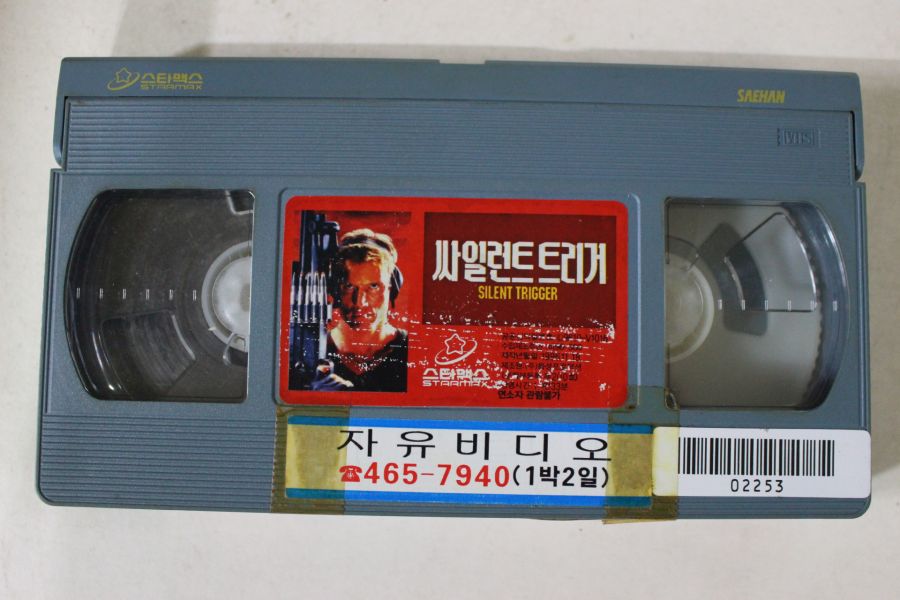 스타맥스
STARMAX
SAEHAN
VHS
싸일런트 트리거
SILENT TRIGGER
스타맥스
STARMAX
연소자 관람불가
자유비디오
☎465-7940(1박2일)
02253